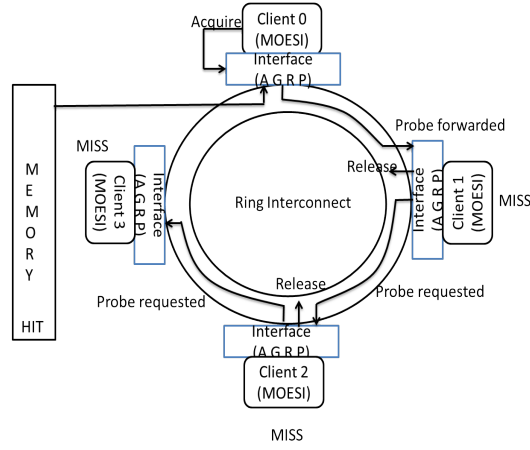 Acquire
Client 0
(MOESI)
Interface
(A G R P)
Probe forwarded
MISS
Client 3
(MOESI)
Interface
(A G R P)
Release
Interface
(A G R P)
Client 1
(MOESI)
MISS
M
E
M
O
R
Y
HIT
Ring Interconnect
Release
Probe requested
Probe requested
Interface
(A G R P)
Client 2
(MOESI)
MISS